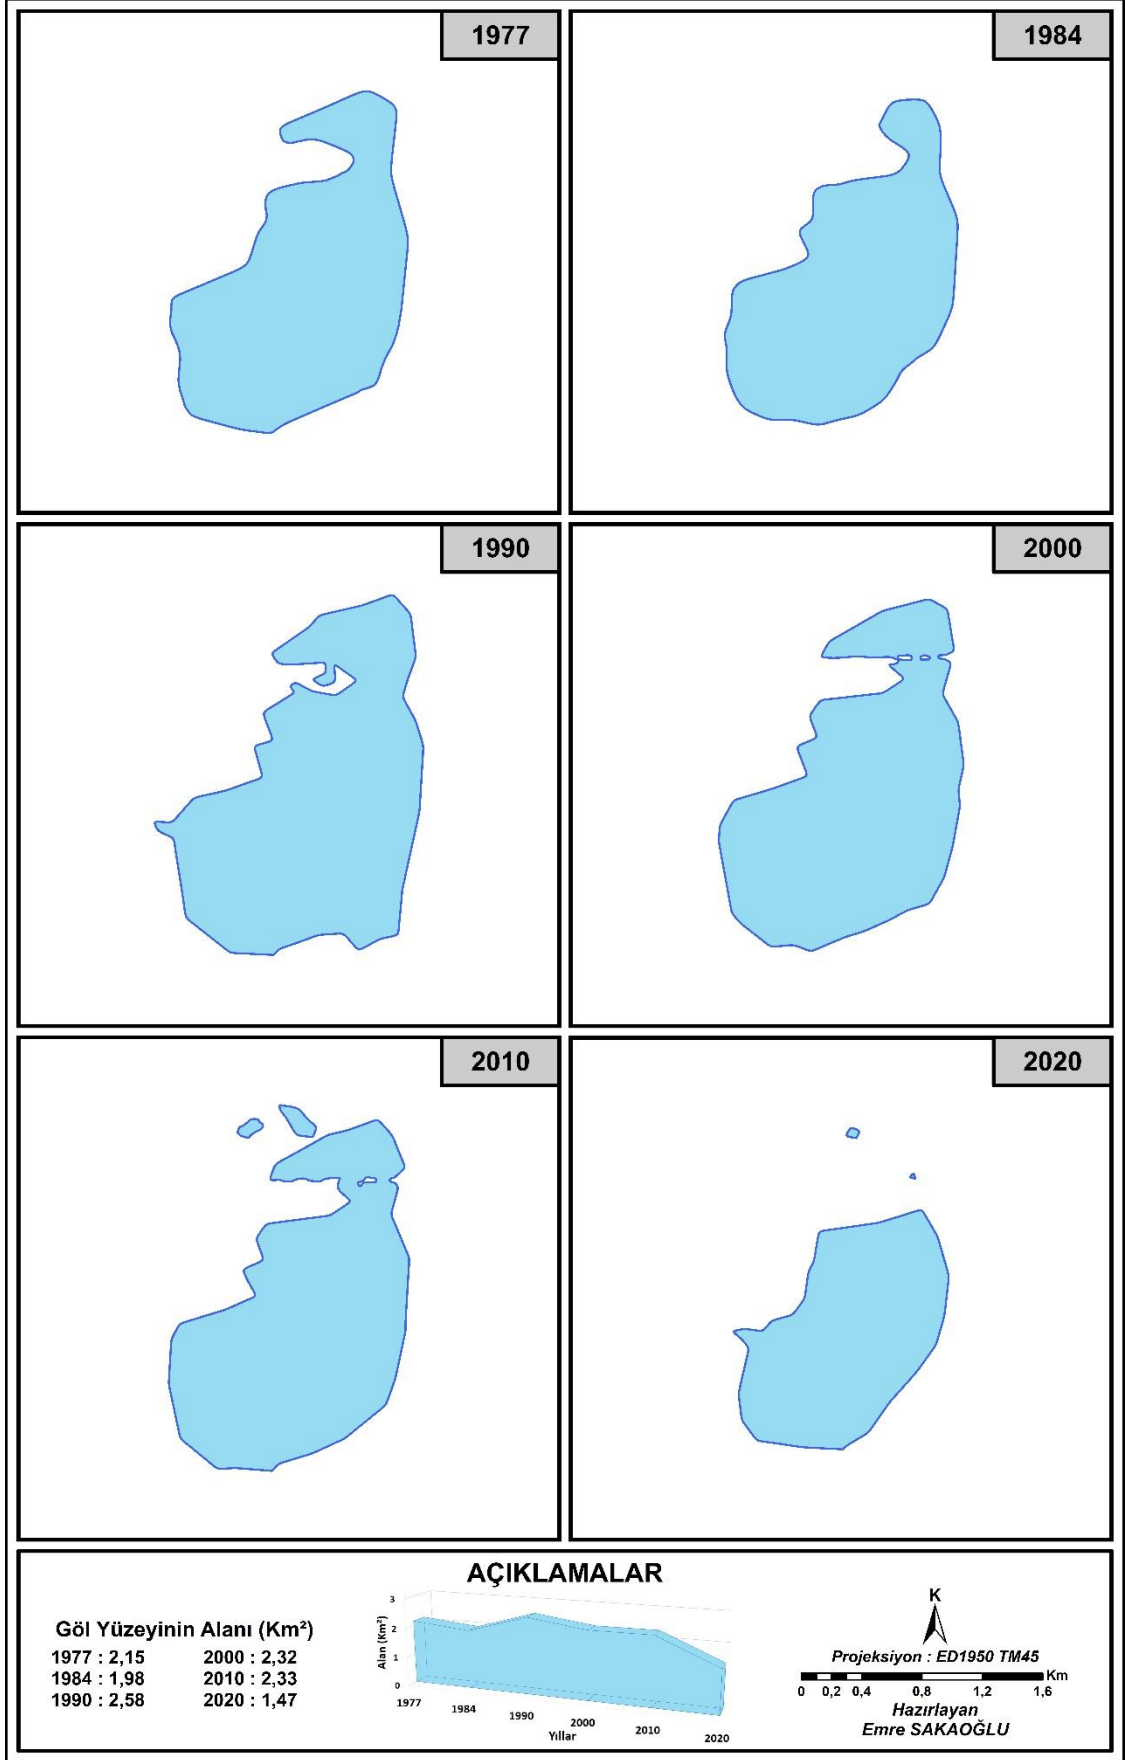 1977
1984
1990
2000
2010
2020
AÇIKLAMALAR
Göl Yüzeyinin Alanı (Km²)
1977 : 2,15 2000 : 2,32
1984 : 1,98 2010 : 2,33
1990 : 2,58 2020 : 1,47
Alan (Km²)
3
2
1
0
1977 1984 1990 2000 2010 2020
Yıllar
K
Projeksiyon : ED1950 TM45
Km
0 0,2 0,4 0,8 1,2 1,6
Hazırlayan
Emre SAKAOĞLU